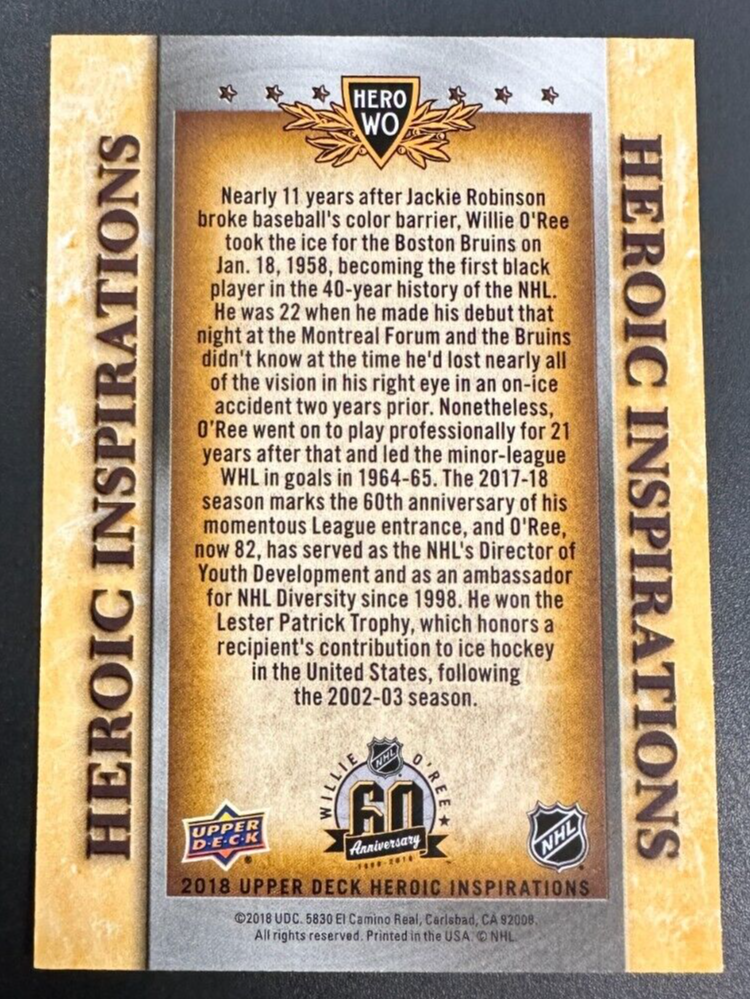 HERO
WO
HEROIC INSPIRATIONS
Nearly 11 years after Jackie Robinson
broke baseball's color barrier, Willie O'Ree
took the ice for the Boston Bruins on
Jan. 18, 1958, becoming the first black
player in the 40-year history of the NHL.
He was 22 when he made his debut that
night at the Montreal Forum and the Bruins
didn't know at the time he'd lost nearly all
of the vision in his right eye in an on-ice
accident two years prior. Nonetheless,
O'Ree went on to play professionally for 21
years after that and led the minor-league
WHL in goals in 1964-65. The 2017-18
season marks the 60th anniversary of his
momentous League entrance, and O'Ree,
now 82, has served as the NHL's Director of
Youth Development and as an ambassador
for NHL Diversity since 1998. He won the
Lester Patrick Trophy, which honors a
recipient's contribution to ice hockey
in the United States, following
the 2002-03 season.
HEROIC INSPIRATIONS
WILLIE O'REE
NHL
60
Anniversary
1958-2018
UPPER
D·E·C·K
®
NHL
2018 UPPER DECK HEROIC INSPIRATIONS
©2018 UDC. 5830 El Camino Real, Carlsbad, CA 92008.
All rights reserved. Printed in the USA. © NHL.